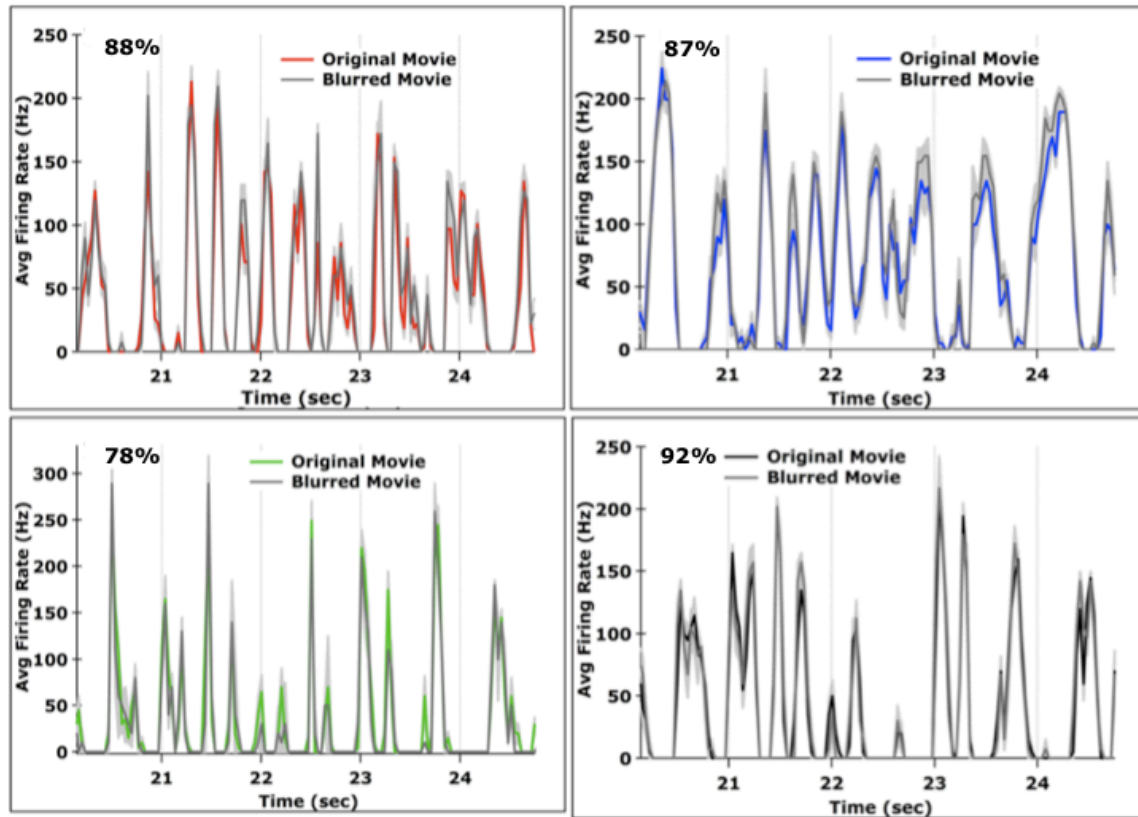 88%
Original Movie
Blurred Movie
Avg Firing Rate (Hz)
250
200
150
100
50
0
21
22
23
24
Time (sec)
87%
Original Movie
Blurred Movie
Avg Firing Rate (Hz)
250
200
150
100
50
0
21
22
23
24
Time (sec)
78%
Original Movie
Blurred Movie
Avg Firing Rate (Hz)
300
250
200
150
100
50
0
21
22
23
24
Time (sec)
92%
Original Movie
Blurred Movie
Avg Firing Rate (Hz)
250
200
150
100
50
0
21
22
23
24
Time (sec)